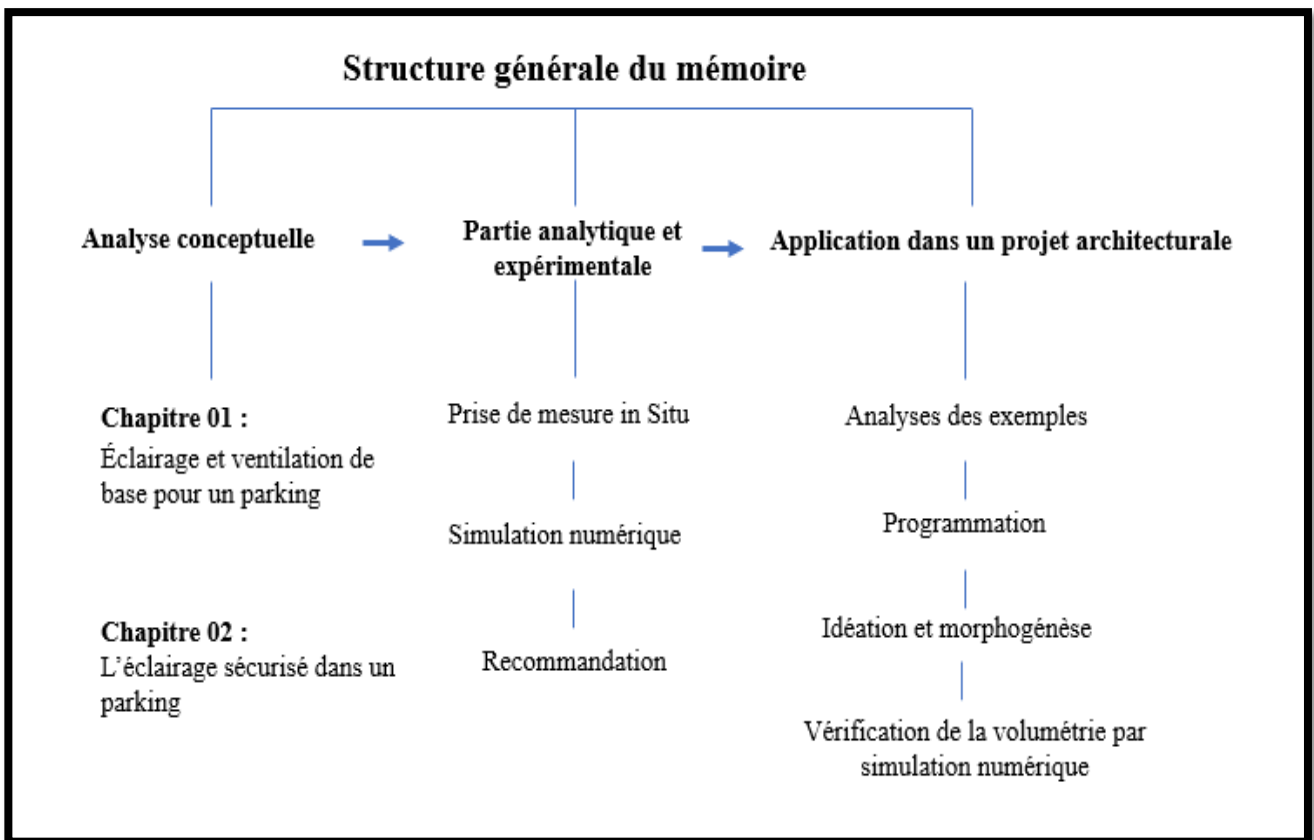 Structure générale du mémoire
Analyse conceptuelle
Partie analytique et
expérimentale
Application dans un projet architecturale
Chapitre 01 :
Éclairage et ventilation de
base pour un parking
Chapitre 02 :
L’éclairage sécurisé dans un
parking
Prise de mesure in Situ
Simulation numérique
Recommandation
Analyses des exemples
Programmation
Idéation et morphogénèse
Vérification de la volumétrie par
simulation numérique